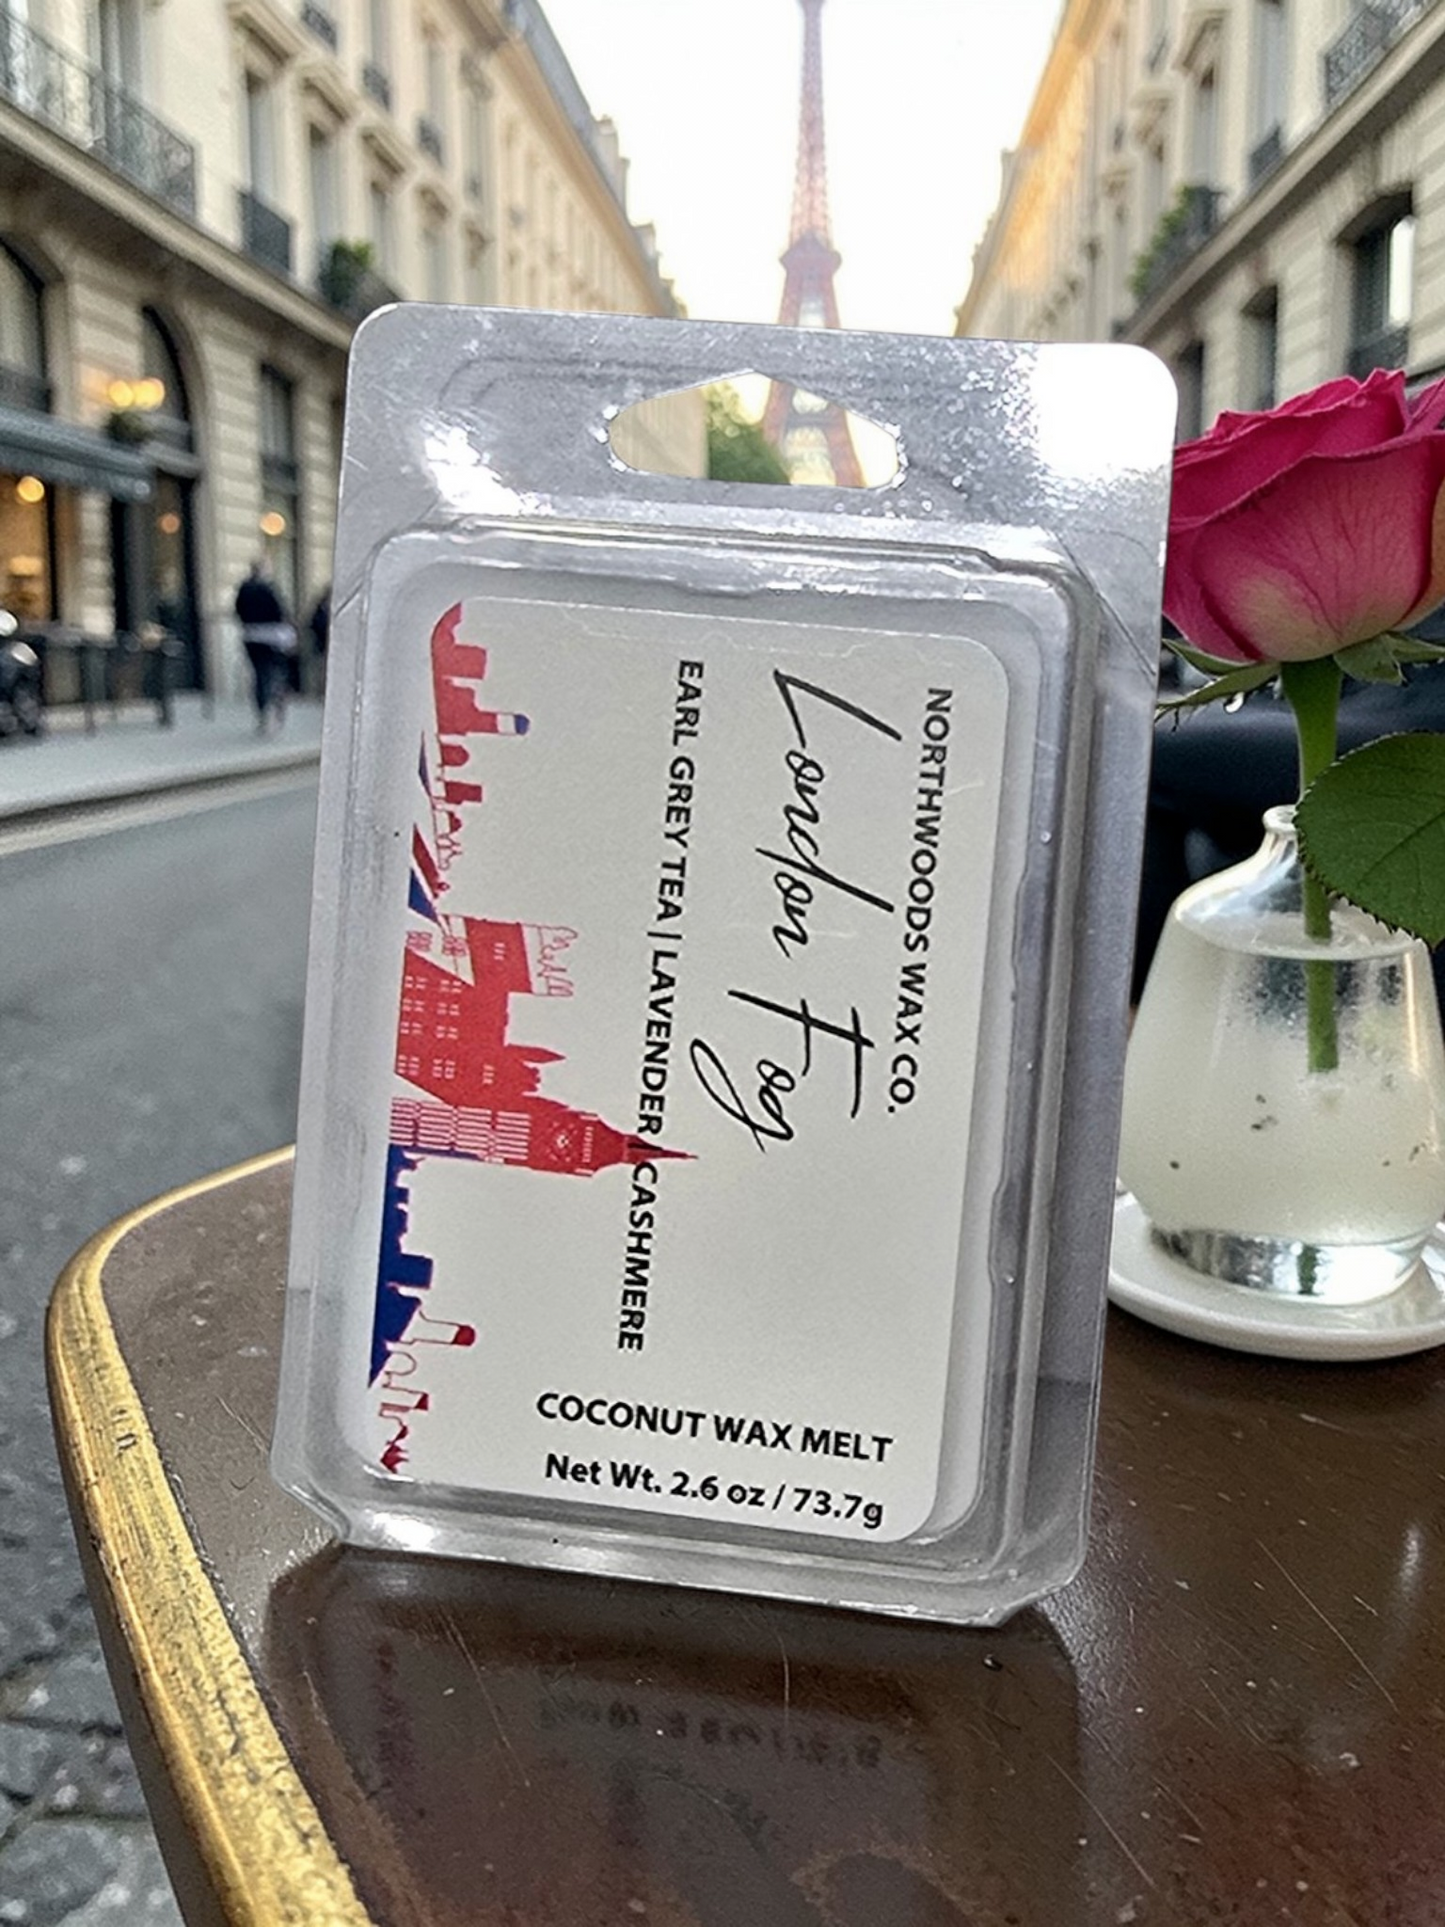 NORTHWOODS WAX CO.
London Fog
EARL GREY TEA | LAVENDER | CASHMERE
COCONUT WAX MELT
Net Wt. 2.6 oz / 73.7g